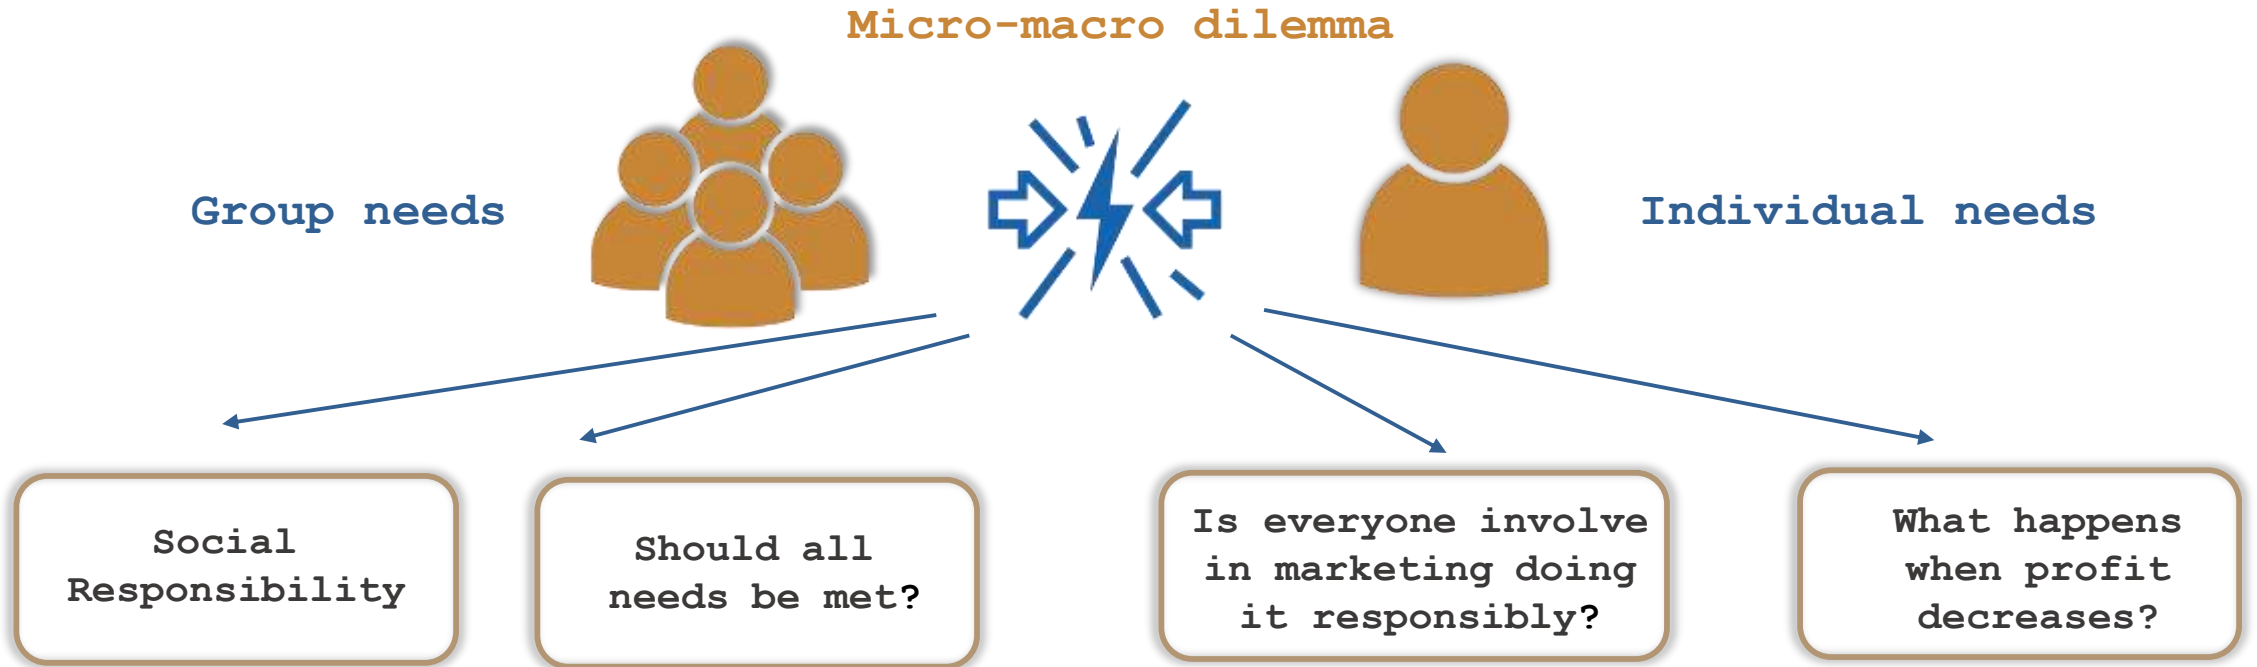 Micro-macro dilemma
Group needs
Individual needs
Social
Responsibility
Should all
needs be met?
Is everyone involve
in marketing doing
it responsibly?
What happens
when profit
decreases?